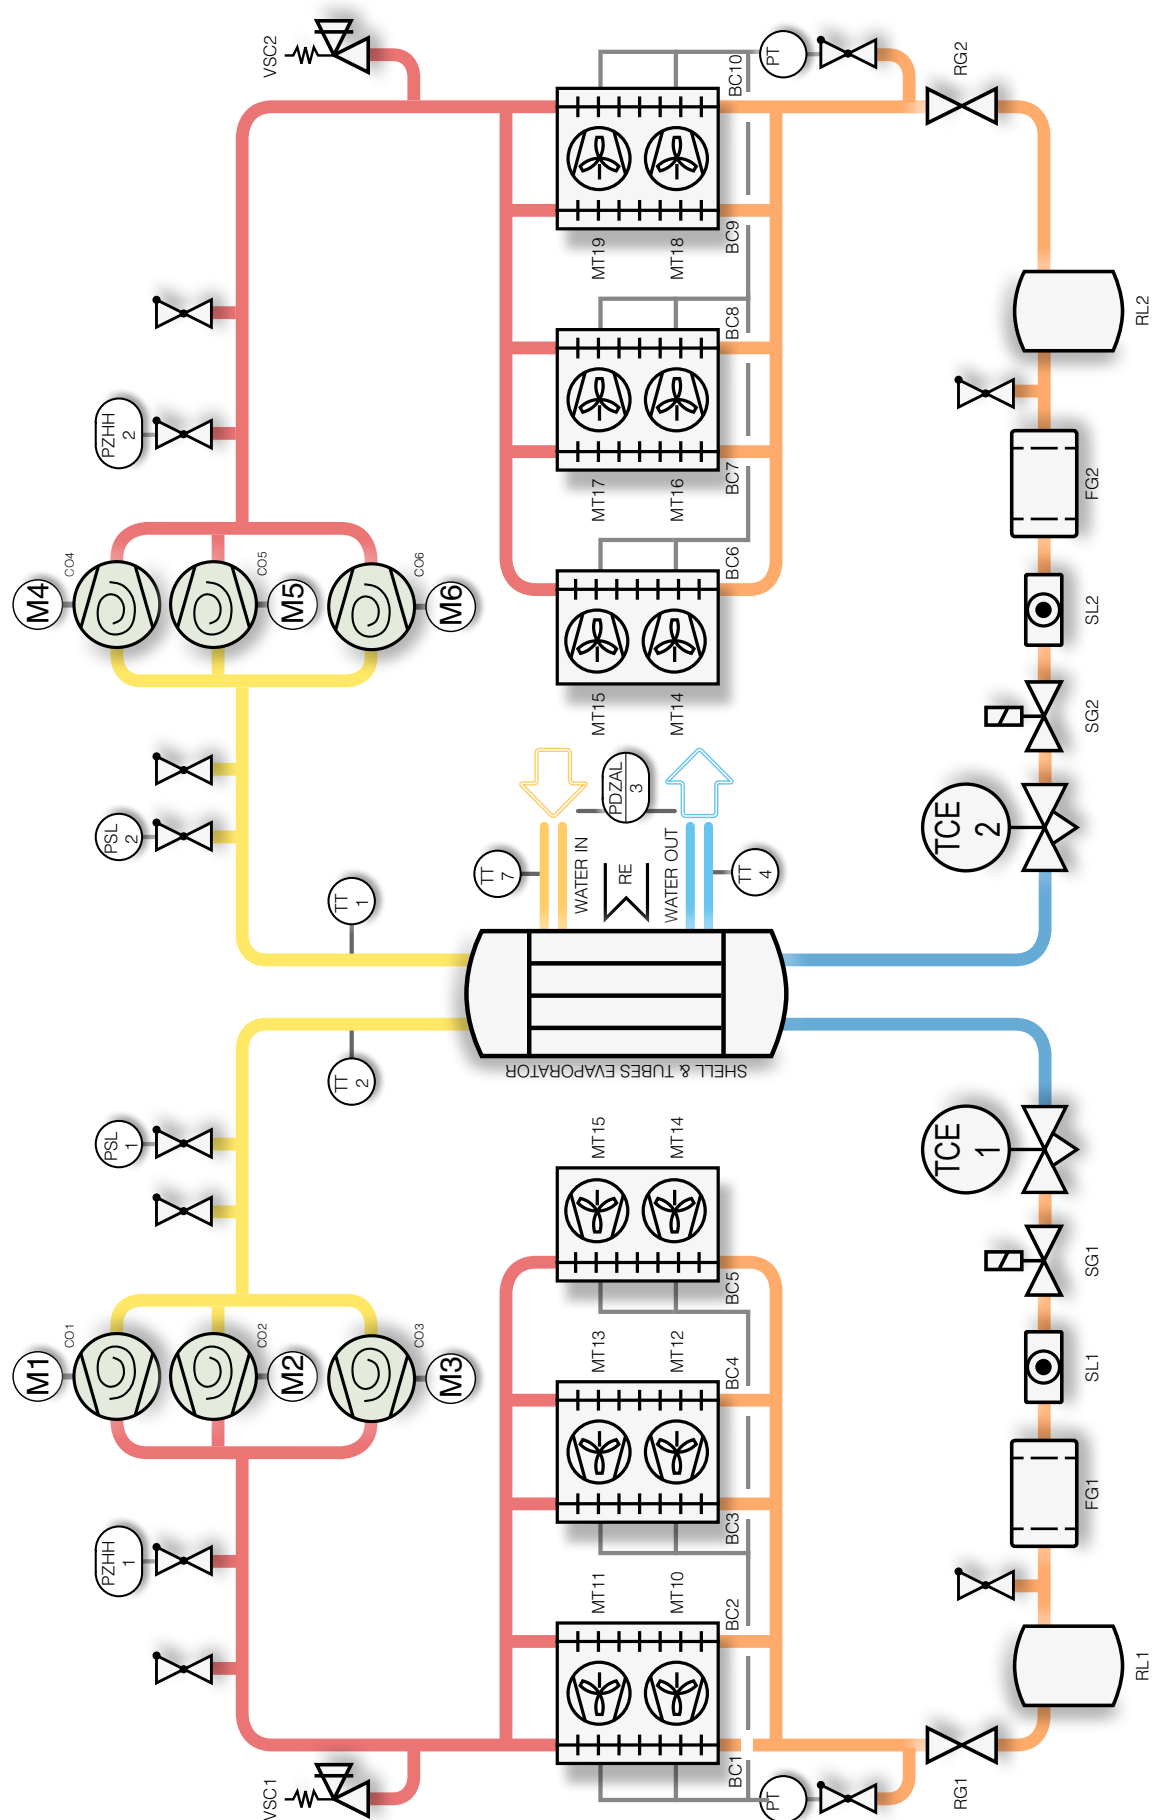 VSC2
PT
RG2
BC10
MT19
MT18
BC9
RL2
PZHH
2
MT17
MT16
BC8
BC7
FG2
M4
CO4
CO5
M5
CO6
M6
BC6
SL2
MT15
MT14
SG2
PSL
2
PDZAL
3
TCE
2
TT
1
TT
7
WATER IN
RE
WATER OUT
TT
4
SHELL & TUBES EVAPORATOR
TT
2
PSL
1
MT15
MT14
TCE
1
SG1
BC5
M1
CO1
CO2
M2
CO3
M3
MT13
MT12
BC4
SL1
PZHH
1
BC3
FG1
MT11
MT10
BC2
RL1
VSC1
BC1
PT
RG1